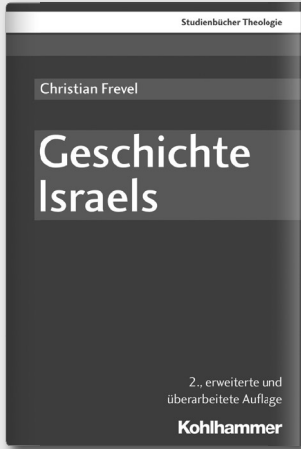 Studienbücher Theologie
Christian Frevel
Geschichte
Israels
2., erweiterte und
überarbeitete Auflage
Kohlhammer